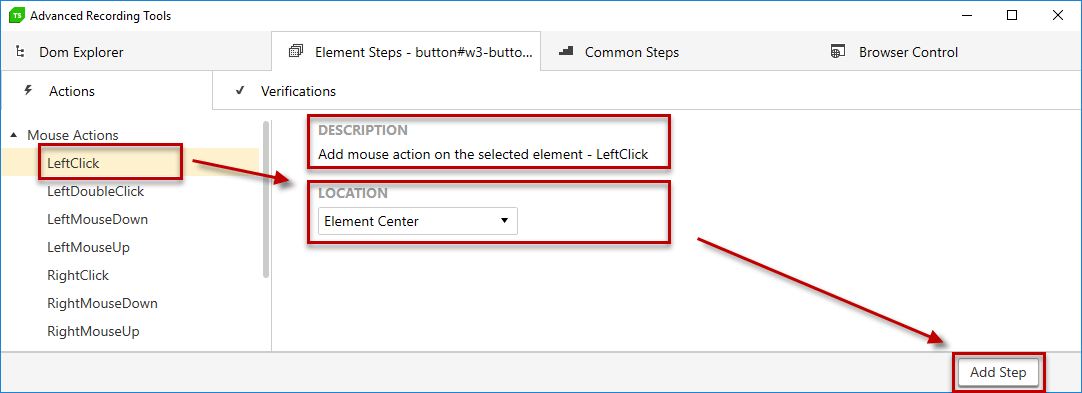 TS Advanced Recording Tools
Dom Explorer
Element Steps - button#w3-butto...
Common Steps
Browser Control
Actions
Verifications
Mouse Actions
LeftClick
LeftDoubleClick
LeftMouseDown
LeftMouseUp
RightClick
RightMouseDown
RightMouseUp
DESCRIPTION
Add mouse action on the selected element - LeftClick
LOCATION
Element Center
Add Step